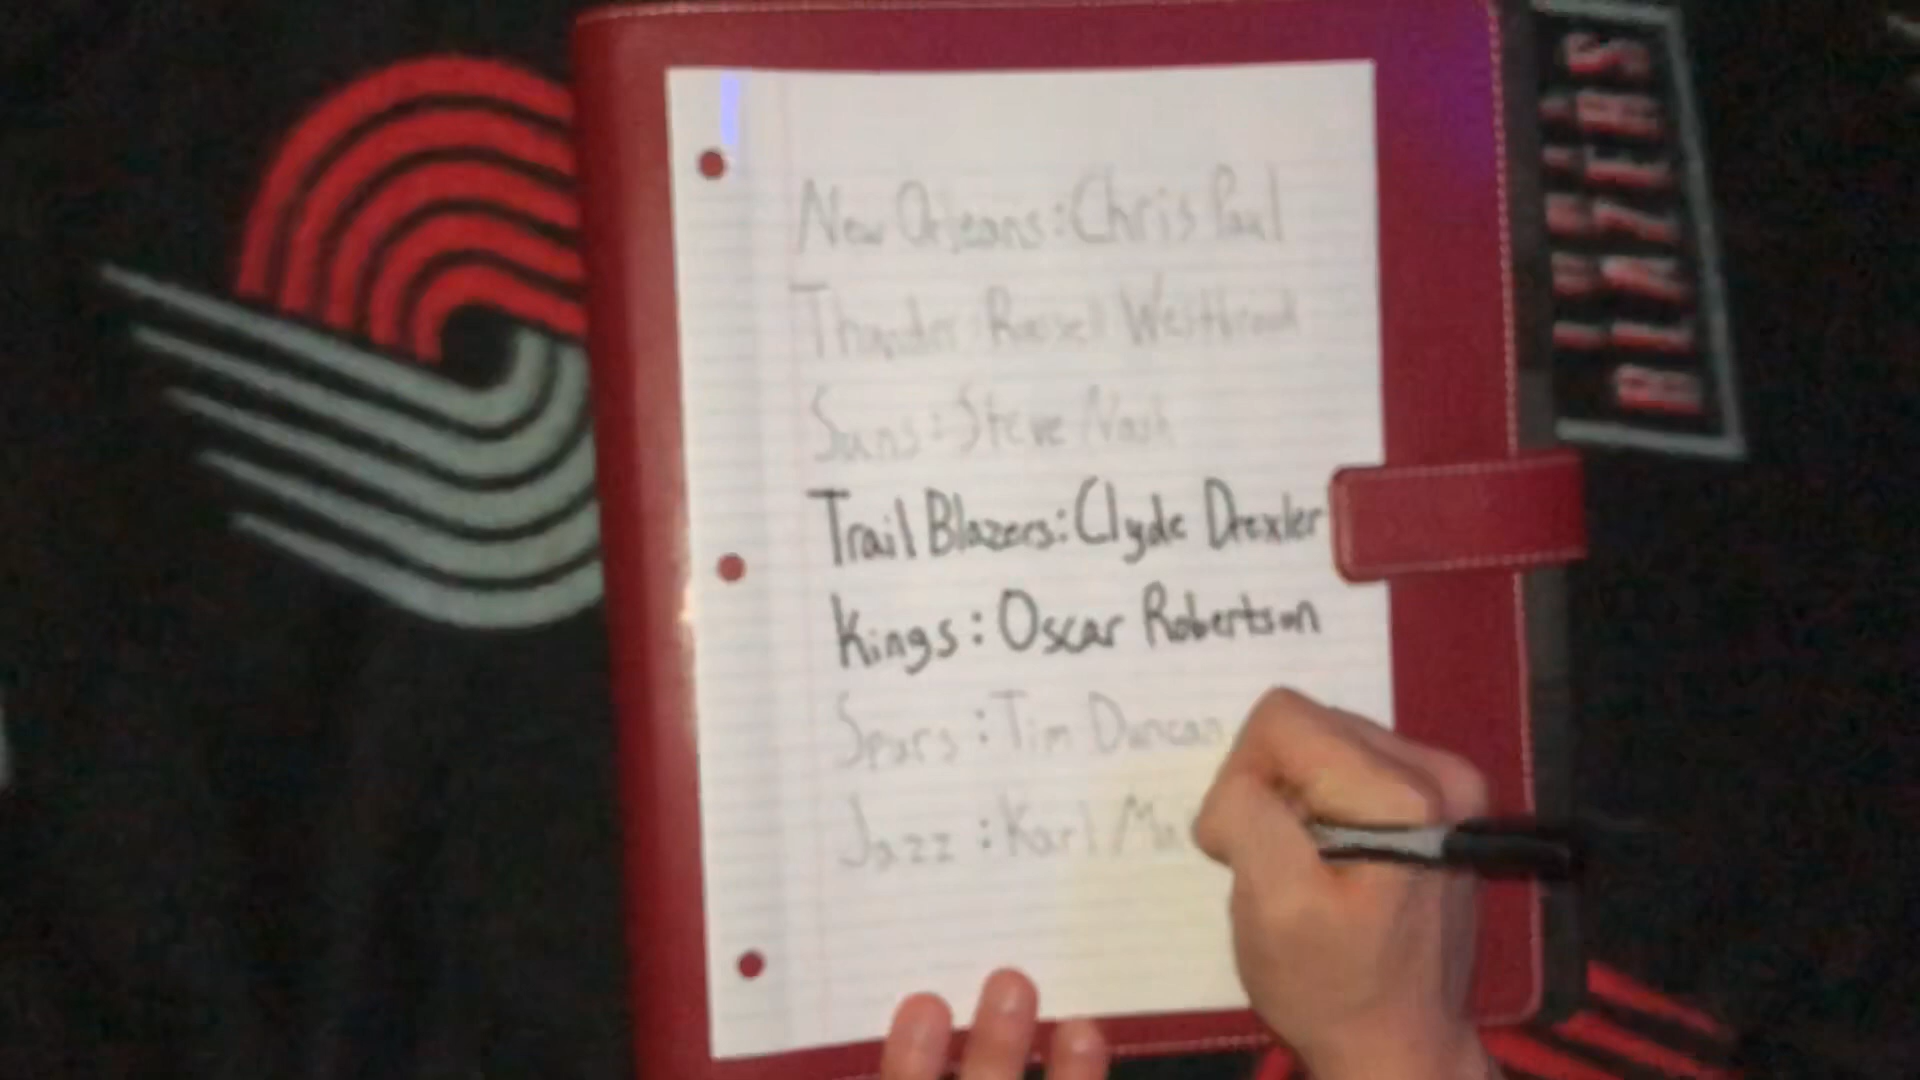 New Orleans: Chris Paul
Thunder: Russell Westbrook
Suns: Steve Nash
Trail Blazers: Clyde Drexler
Kings: Oscar Robertson
Spurs: Tim Duncan
Jazz: Karl
BLAZERS